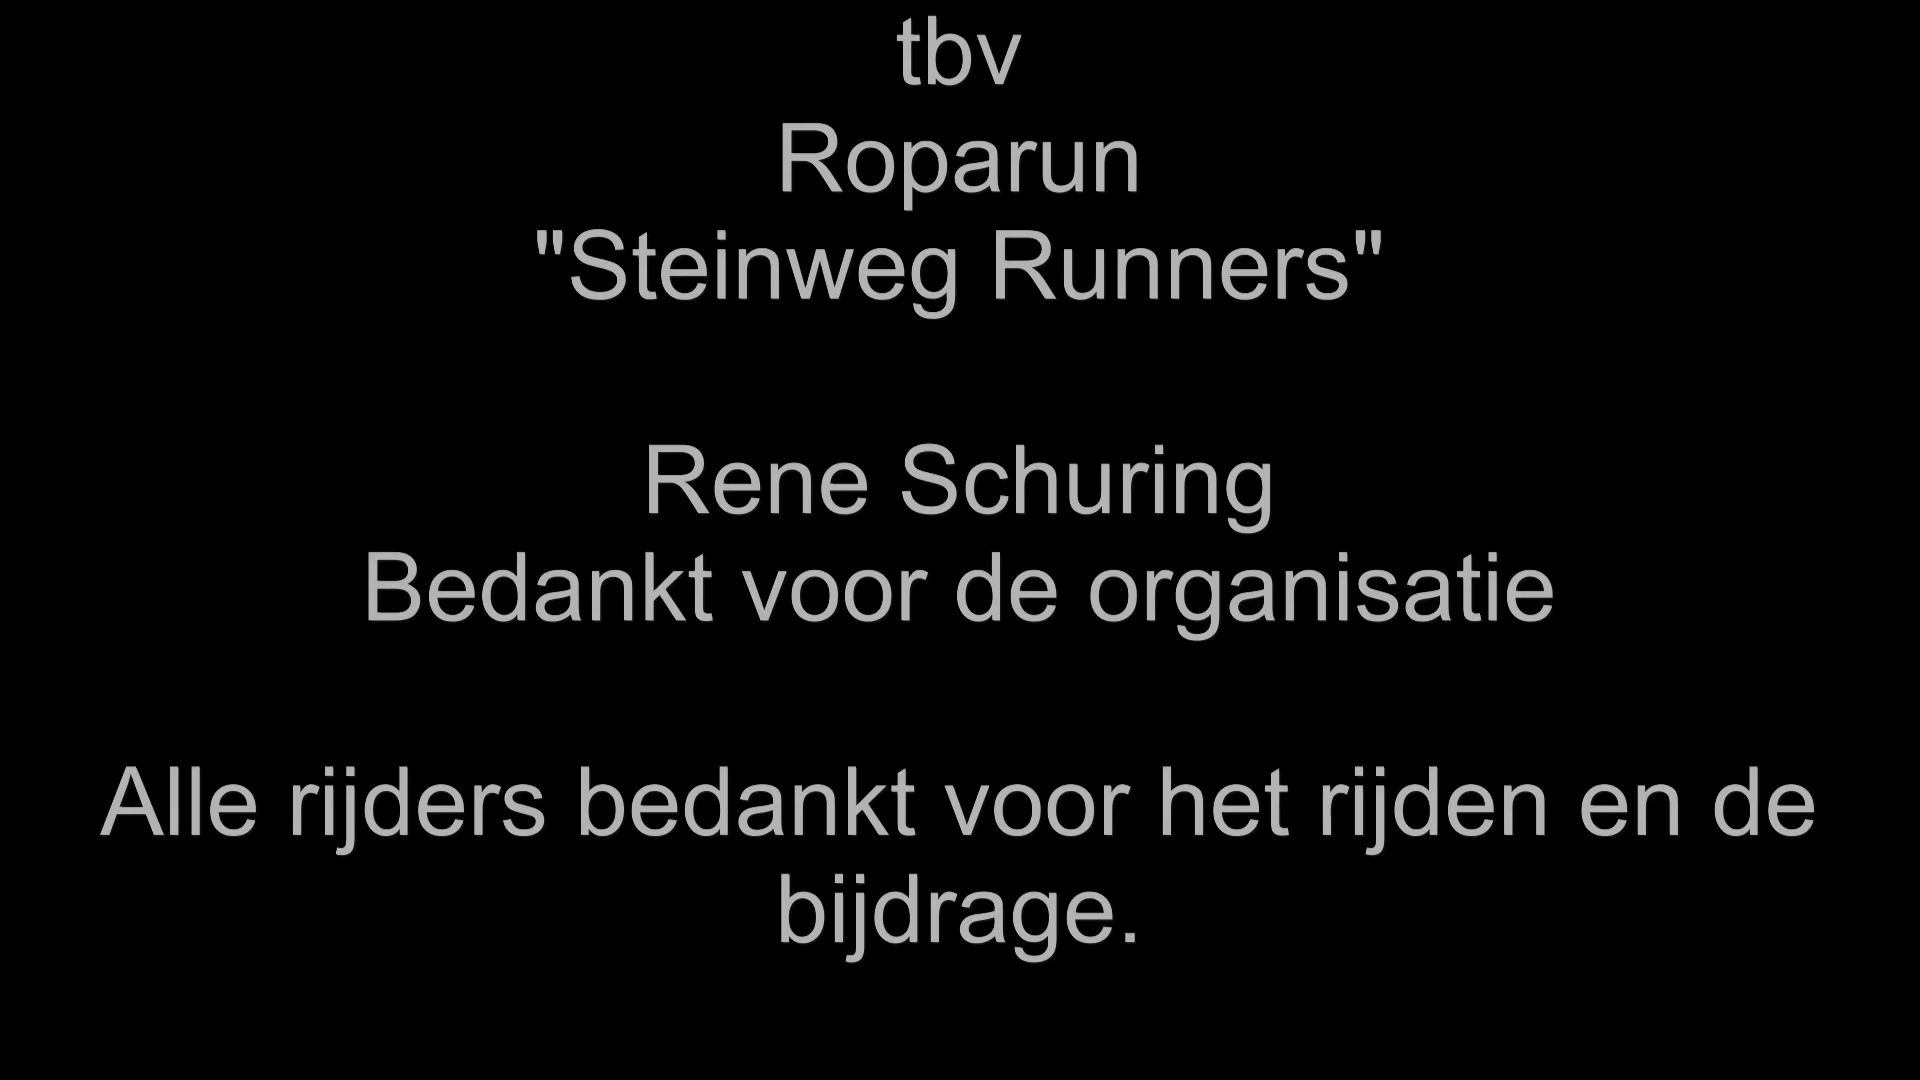 tbv
Roparun
"Steinweg Runners"
Rene Schuring
Bedankt voor de organisatie
Alle rijders bedankt voor het rijden en de
bijdrage.